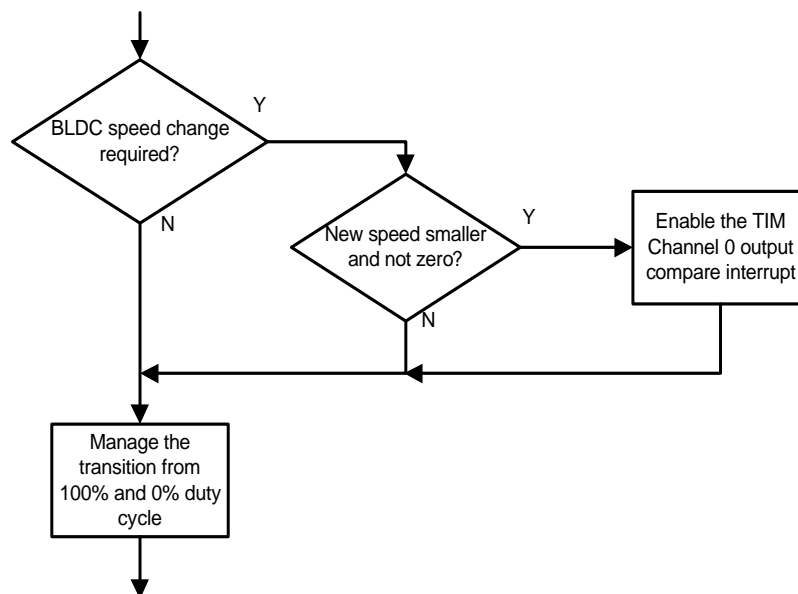 Y
BLDC speed change
required?
N
New speed smaller
and not zero?
Y
N
Enable the TIM
Channel 0 output
compare interrupt
Manage the
transition from
100% and 0% duty
cycle